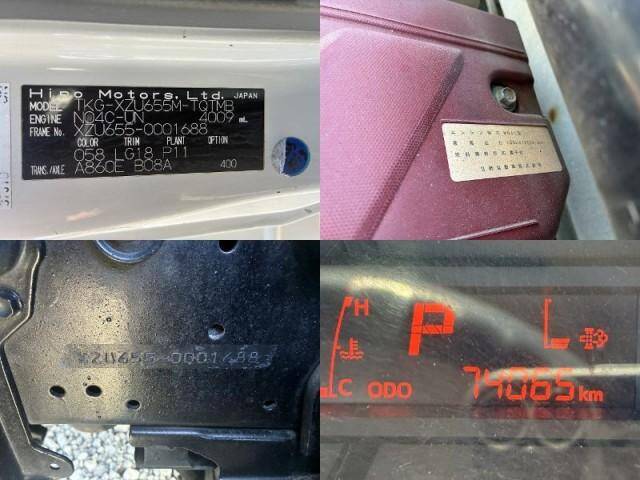 Hino Motors, Ltd. JAPAN
MODEL TKG-XZU655M-TQTMB
ENGINE N04C-UN 4009 mL
FRAME No. XZU655-0001688
COLOR TRIM PLANT OPTION
058 LG18 P11
TRANS./AXLE A860E B08A 400
XZU655-0001688
H
P L
C ODO 74065 km